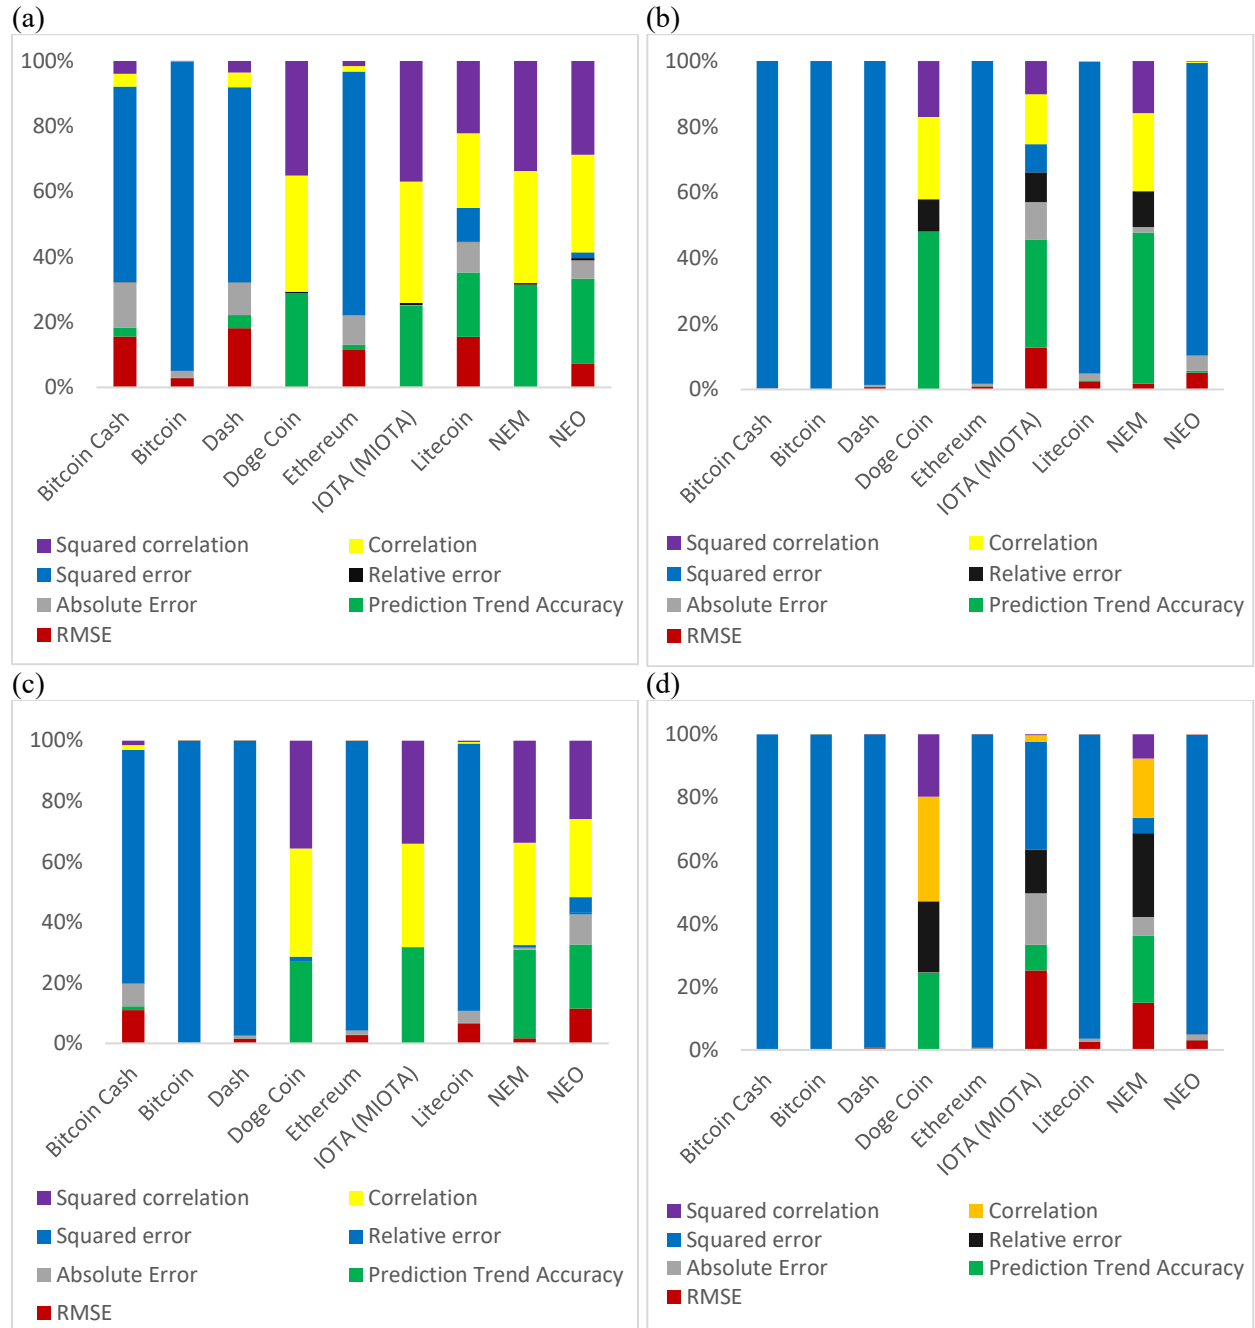 (a)
100%
80%
60%
40%
20%
0%
Bitcoin Cash
Bitcoin
Dash
Doge Coin
Ethereum
IOTA (MIOTA)
Litecoin
NEM
NEO
Squared correlation
Correlation
Squared error
Relative error
Absolute Error
Prediction Trend Accuracy
RMSE
(b)
100%
80%
60%
40%
20%
0%
Bitcoin Cash
Bitcoin
Dash
Doge Coin
Ethereum
IOTA (MIOTA)
Litecoin
NEM
NEO
Squared correlation
Correlation
Squared error
Relative error
Absolute Error
Prediction Trend Accuracy
RMSE
(c)
100%
80%
60%
40%
20%
0%
Bitcoin Cash
Bitcoin
Dash
Doge Coin
Ethereum
IOTA (MIOTA)
Litecoin
NEM
NEO
Squared correlation
Correlation
Squared error
Relative error
Absolute Error
Prediction Trend Accuracy
RMSE
(d)
100%
80%
60%
40%
20%
0%
Bitcoin Cash
Bitcoin
Dash
Doge Coin
Ethereum
IOTA (MIOTA)
Litecoin
NEM
NEO
Squared correlation
Correlation
Squared error
Relative error
Absolute Error
Prediction Trend Accuracy
RMSE